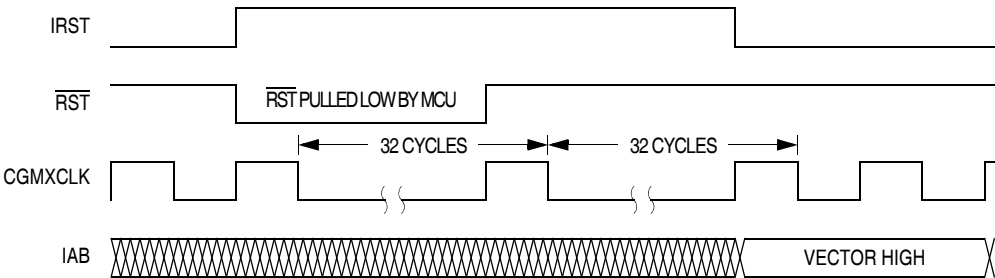 IRST
RST
RST PULLED LOW BY MCU
32 CYCLES
32 CYCLES
CGMXCLK
IAB
VECTOR HIGH